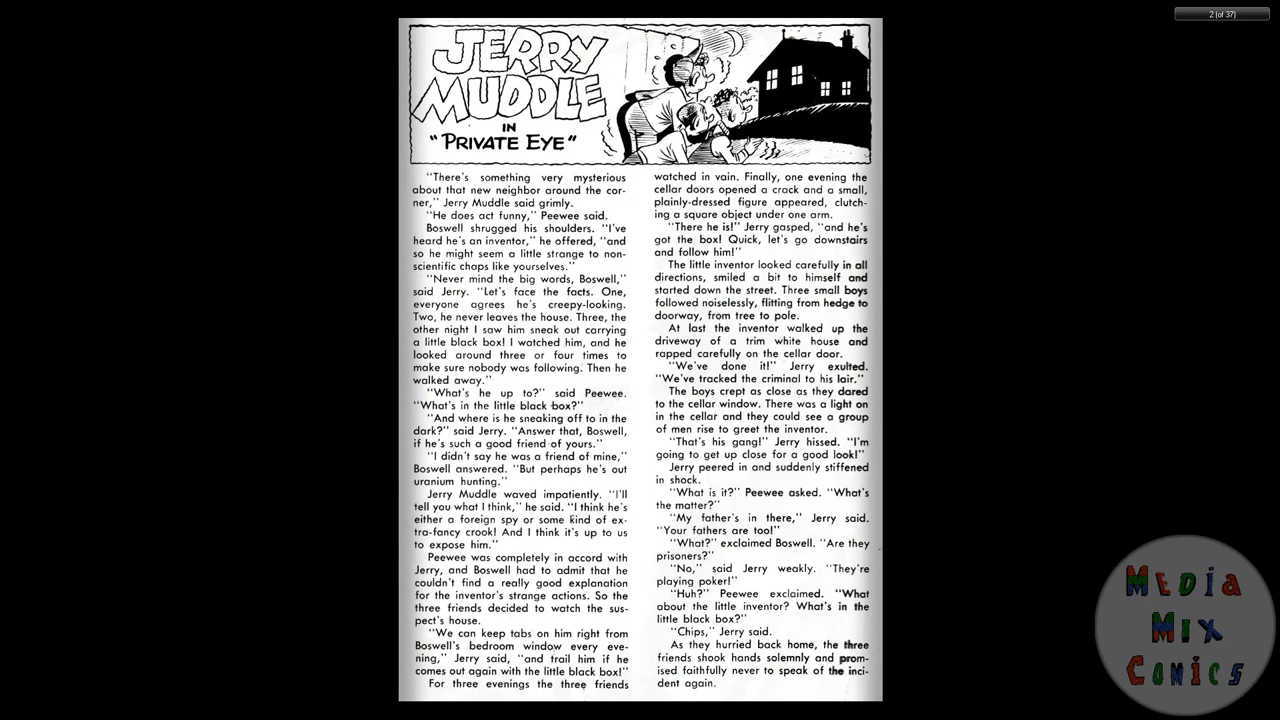 2 (of 37)
JERRY
MUDDLE
IN
"PRIVATE EYE"
"There's something very mysterious
about that new neighbor around the cor-
ner," Jerry Muddle said grimly.
"He does act funny," Peewee said.
Boswell shrugged his shoulders. "I've
heard he's an inventor," he offered, "and
so he might seem a little strange to non-
scientific chaps like yourselves."
"Never mind the big words, Boswell,"
said Jerry. "Let's face the facts. One,
everyone agrees he's creepy-looking.
Two, he never leaves the house. Three, the
other night I saw him sneak out carrying
a little black box! I watched him, and he
looked around three or four times to
make sure nobody was following. Then he
walked away."
"What's he up to?" said Peewee.
"What's in the little black box?"
"And where is he sneaking off to in the
dark?" said Jerry. "Answer that, Boswell,
if he's such a good friend of yours."
"I didn't say he was a friend of mine,"
Boswell answered. "But perhaps he's out
uranium hunting."
Jerry Muddle waved impatiently. "I'll
tell you what I think," he said. "I think he's
either a foreign spy or some kind of ex-
tra-fancy crook! And I think it's up to us
to expose him."
Peewee was completely in accord with
Jerry, and Boswell had to admit that he
couldn't find a really good explanation
for the inventor's strange actions. So the
three friends decided to watch the sus-
pect's house.
"We can keep tabs on him right from
Boswell's bedroom window every eve-
ning," Jerry said, "and trail him if he
comes out again with the little black box!"
For three evenings the three friends
watched in vain. Finally, one evening the
cellar doors opened a crack and a small,
plainly-dressed figure appeared, clutch-
ing a square object under one arm.
"There he is!" Jerry gasped, "and he's
got the box! Quick, let's go downstairs
and follow him!"
The little inventor looked carefully in all
directions, smiled a bit to himself and
started down the street. Three small boys
followed noiselessly, flitting from hedge to
doorway, from tree to pole.
At last the inventor walked up the
driveway of a trim white house and
rapped carefully on the cellar door.
"We've done it!" Jerry exulted.
"We've tracked the criminal to his lair."
The boys crept as close as they dared
to the cellar window. There was a light on
in the cellar and they could see a group
of men rise to greet the inventor.
"That's his gang!" Jerry hissed. "I'm
going to get up close for a good look!"
Jerry peered in and suddenly stiffened
in shock.
"What is it?" Peewee asked. "What's
the matter?"
"My father's in there," Jerry said.
"Your fathers are too!"
"What?" exclaimed Boswell. "Are they
prisoners?"
"No," said Jerry weakly. "They're
playing poker!"
"Huh?" Peewee exclaimed. "What
about the little inventor? What's in the
little black box?"
"Chips," Jerry said.
As they hurried back home, the three
friends shook hands solemnly and prom-
ised faithfully never to speak of the inci-
dent again.
MEDIA
MIX
COMICS